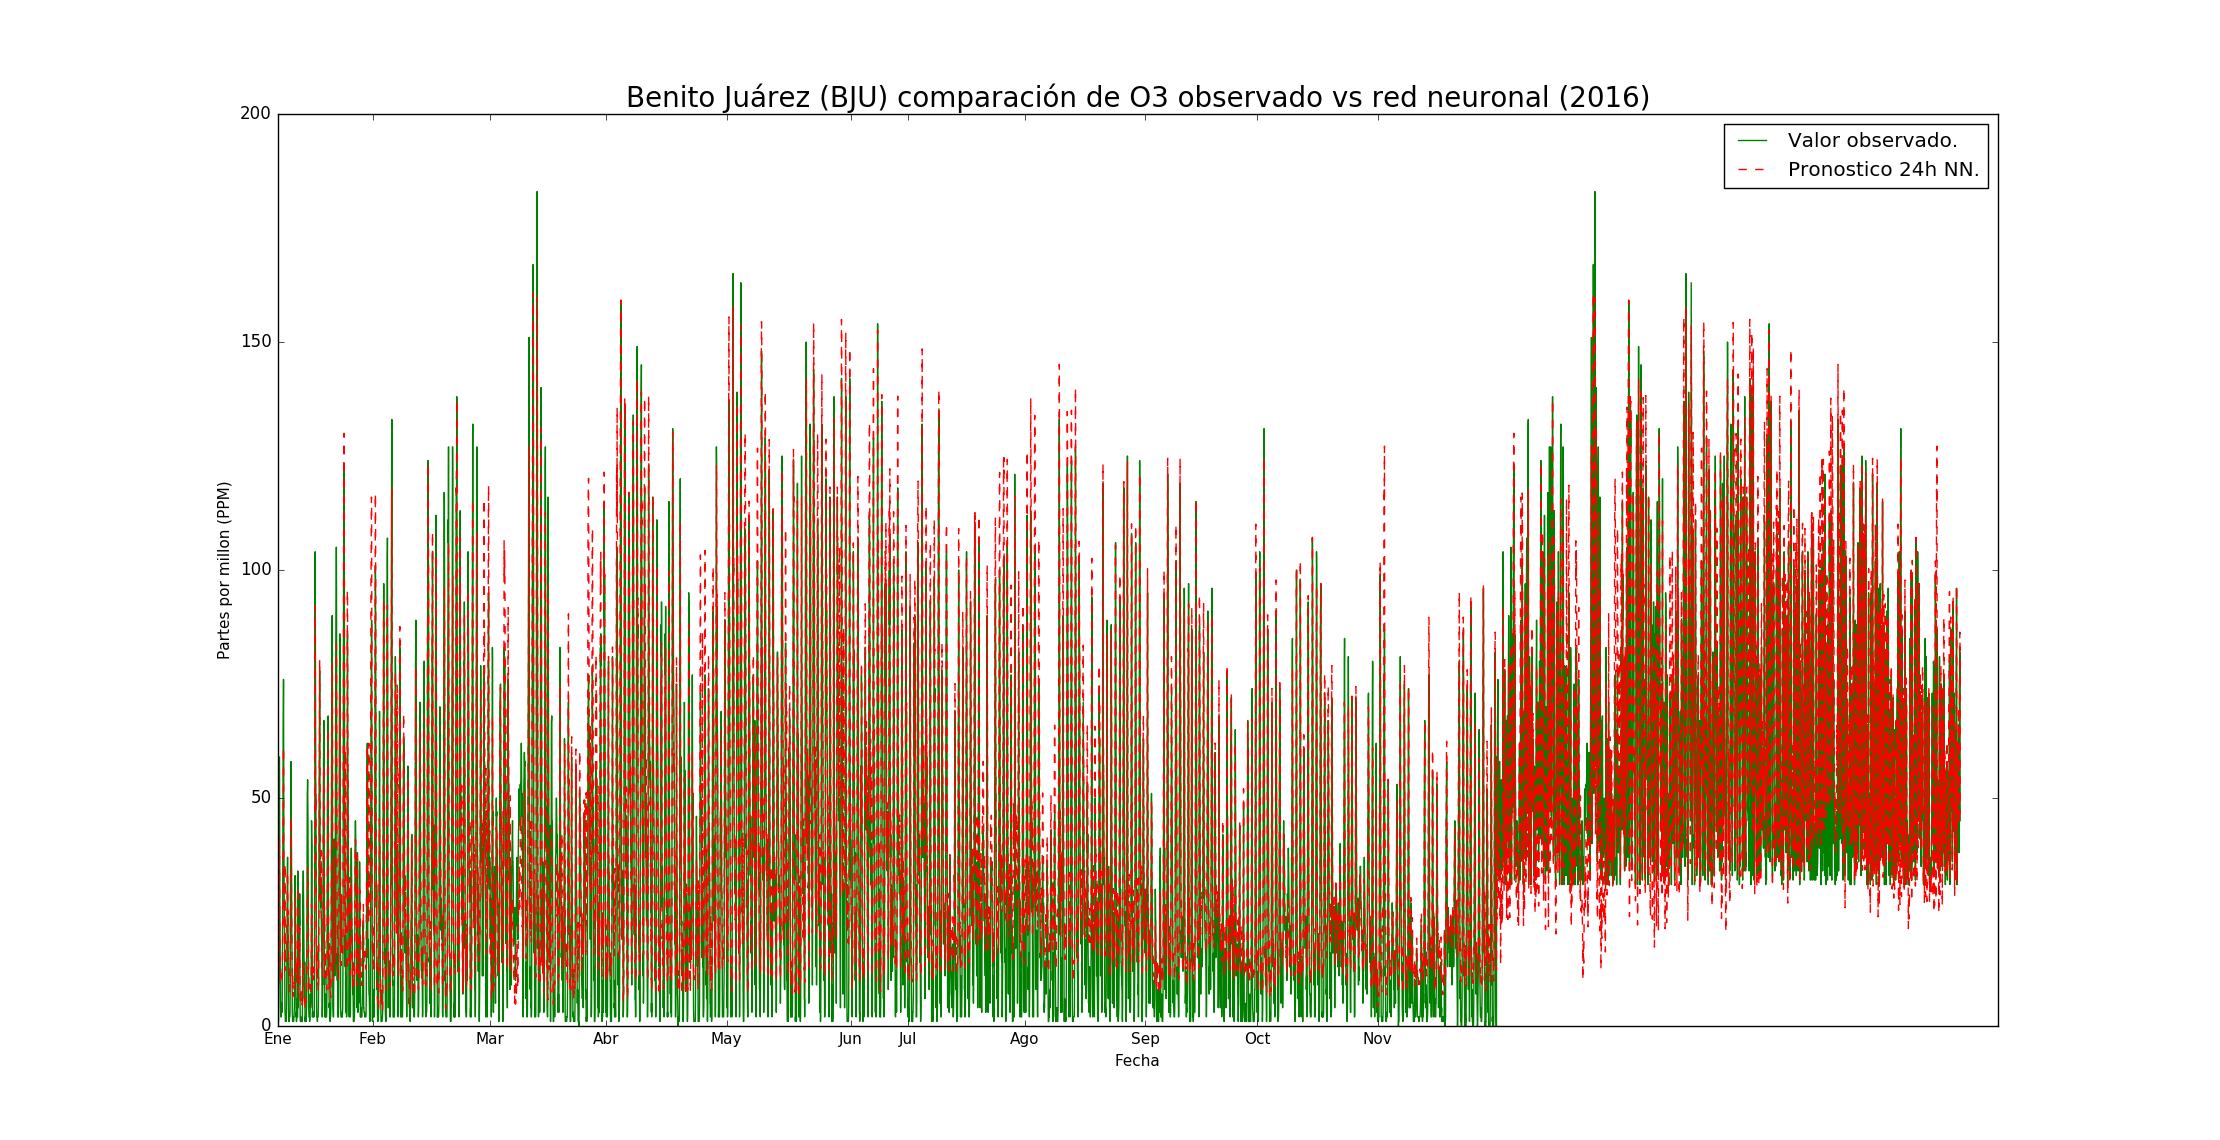 Benito Juárez (BJU) comparación de O3 observado vs red neuronal (2016)
200
Valor observado.
Pronostico 24h NN.
150
100
Partes por millon (PPM)
50
0
Ene Feb Mar Abr May Jun Jul Ago Sep Oct Nov
Fecha